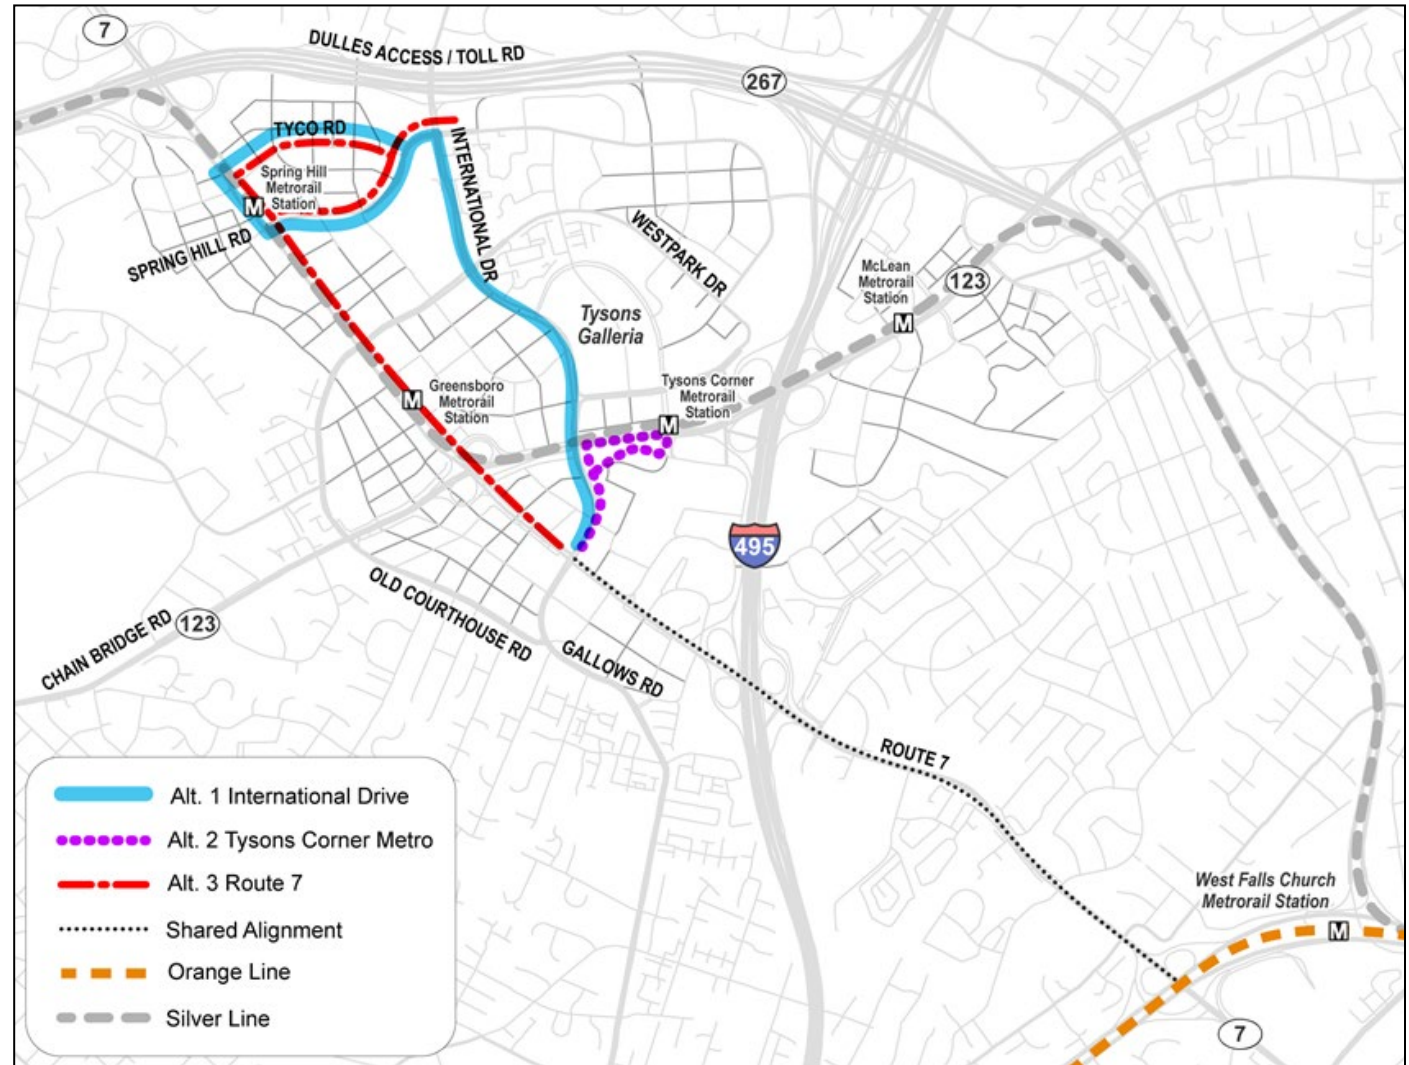 7
DULLES ACCESS / TOLL RD
267
TYCO RD
INTERNATIONAL DR
Spring Hill
Metrorail
Station
M
SPRING HILL RD
WESTPARK DR
McLean
Metrorail
Station
123
M
Tysons
Galleria
Tysons Corner
Metrorail
Station
M
Greensboro
Metrorail
Station
M
495
OLD COURTHOUSE RD
CHAIN BRIDGE RD
123
GALLOWS RD
ROUTE 7
West Falls Church
Metrorail Station
M
7
Alt. 1 International Drive
Alt. 2 Tysons Corner Metro
Alt. 3 Route 7
Shared Alignment
Orange Line
Silver Line